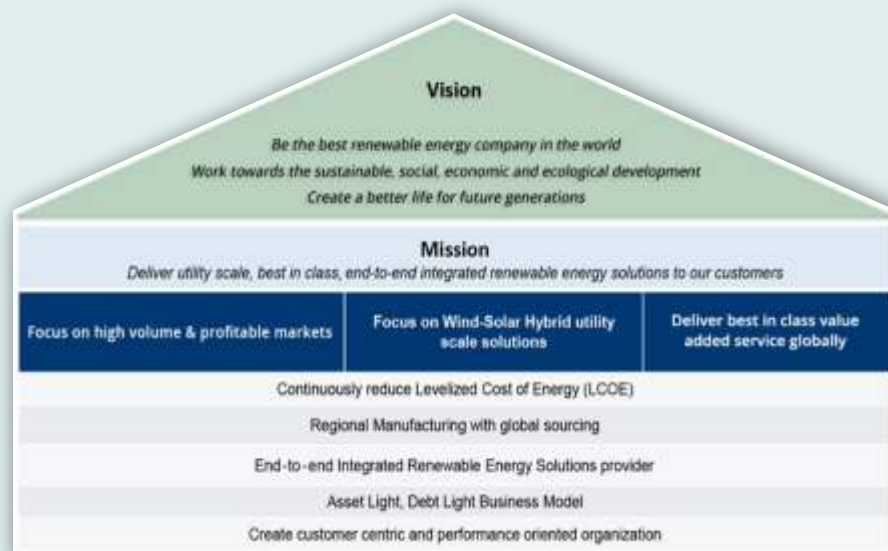 Vision
Be the best renewable energy company in the world
Work towards the sustainable, social, economic and ecological development
Create a better life for future generations
Mission
Deliver utility scale, best in class, end-to-end integrated renewable energy solutions to our customers
Focus on high volume & profitable markets
Focus on Wind-Solar Hybrid utility
scale solutions
Deliver best in class value
added service globally
Continuously reduce Levelized Cost of Energy (LCOE)
Regional Manufacturing with global sourcing
End-to-end Integrated Renewable Energy Solutions provider
Asset Light, Debt Light Business Model
Create customer centric and performance oriented organization